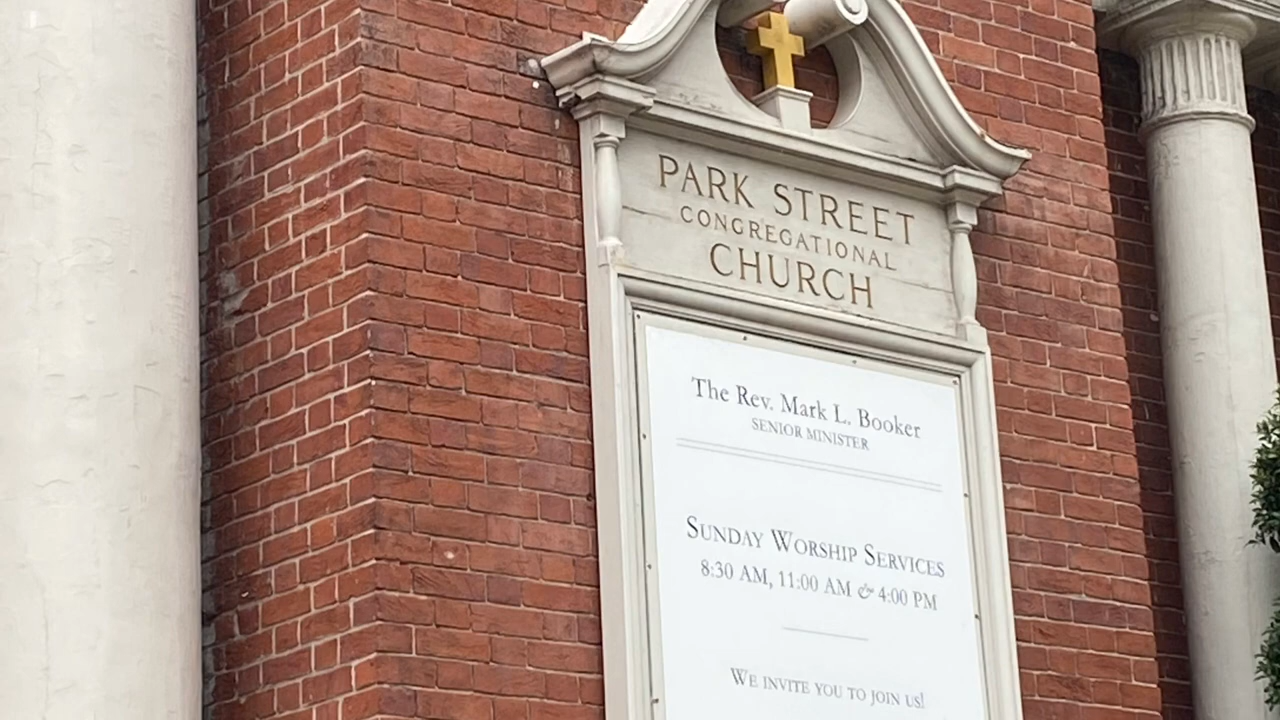 PARK STREET
CONGREGATIONAL
CHURCH
The Rev. Mark L. Booker
SENIOR MINISTER
SUNDAY WORSHIP SERVICES
8:30 AM, 11:00 AM & 4:00 PM
WE INVITE YOU TO JOIN US!